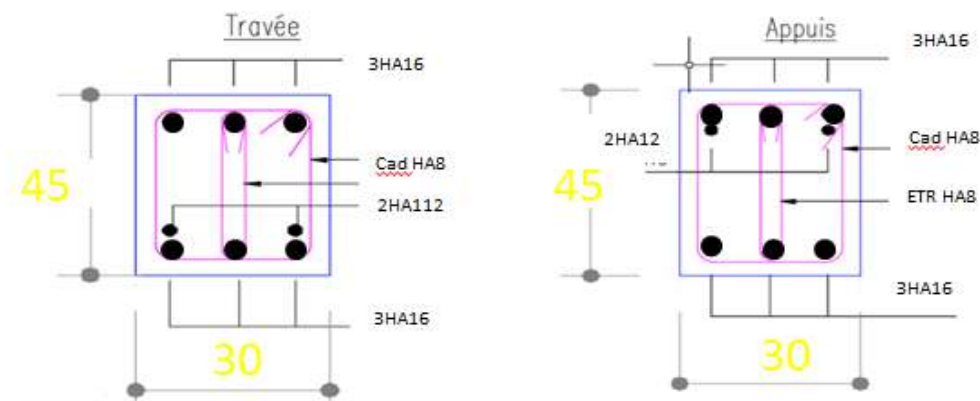 Travée
3HA16
45
Cad HA8
2HA112
3HA16
30
Appuis
3HA16
2HA12
45
Cad HA8
ETR HA8
3HA16
30